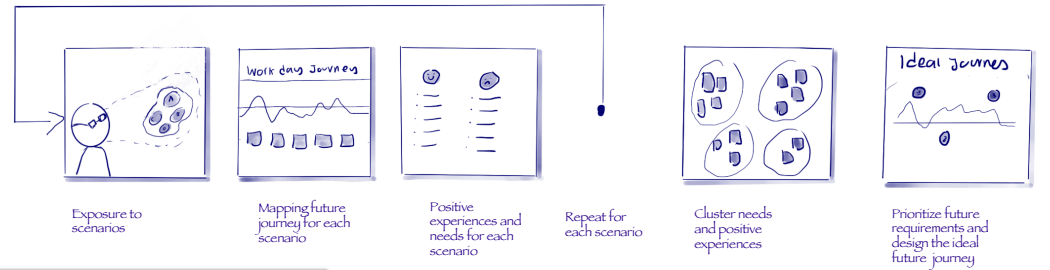 Work day Journey
Ideal Journey
A
Exposure to
scenarios
Mapping future
journey for each
scenario
Positive
experiences and
needs for each
scenario
Repeat for
each scenario
Cluster needs
and positive
experiences
Prioritize future
requirements and
design the ideal
future journey